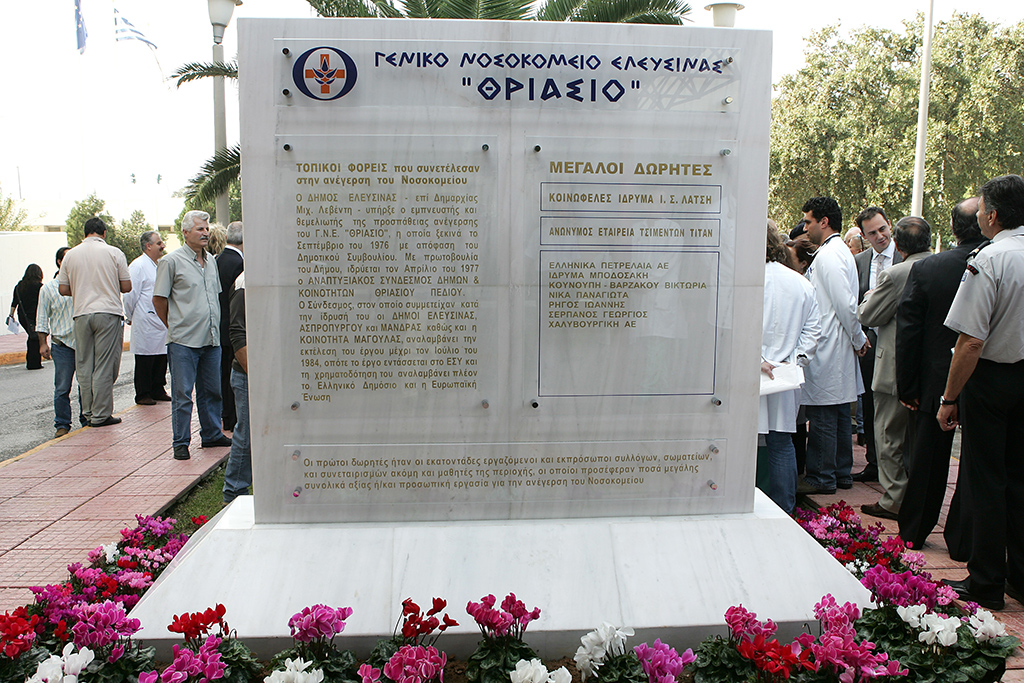 ΓΕΝΙΚΟ ΝΟΣΟΚΟΜΕΙΟ ΕΛΕΥΣΙΝΑΣ
"ΘΡΙΑΣΙΟ"
ΤΟΠΙΚΟΙ ΦΟΡΕΙΣ που συνετέλεσαν
στην ανέγερση του Νοσοκομείου
Ο ΔΗΜΟΣ ΕΛΕΥΣΙΝΑΣ - επί Δημαρχίας
Μιχ. Λεβέντη - υπήρξε ο εμπνευστής και
θεμελιωτής της προσπάθειας ανέγερσης
του Γ.Ν.Ε. "ΘΡΙΑΣΙΟ", η οποία ξεκινά το
Σεπτέμβριο του 1976 με απόφαση του
Δημοτικού Συμβουλίου. Με πρωτοβουλία
του Δήμου, ιδρύεται τον Απρίλιο του 1977
ο ΑΝΑΠΤΥΞΙΑΚΟΣ ΣΥΝΔΕΣΜΟΣ ΔΗΜΩΝ &
ΚΟΙΝΟΤΗΤΩΝ ΘΡΙΑΣΙΟΥ ΠΕΔΙΟΥ.
Ο Σύνδεσμος, στον οποίο συμμετείχαν κατά
την ίδρυσή του οι ΔΗΜΟΙ ΕΛΕΥΣΙΝΑΣ,
ΑΣΠΡΟΠΥΡΓΟΥ και ΜΑΝΔΡΑΣ καθώς και η
ΚΟΙΝΟΤΗΤΑ ΜΑΓΟΥΛΑΣ, αναλαμβάνει την
εκτέλεση του έργου μέχρι τον Ιούλιο του
1984, οπότε το έργο εντάσσεται στο ΕΣΥ και
τη χρηματοδότηση του αναλαμβάνει πλέον
το Ελληνικό Δημόσιο και η Ευρωπαϊκή
Ένωση
ΜΕΓΑΛΟΙ ΔΩΡΗΤΕΣ
ΚΟΙΝΩΦΕΛΕΣ ΙΔΡΥΜΑ Ι. Σ. ΛΑΤΣΗ
ΑΝΩΝΥΜΟΣ ΕΤΑΙΡΕΙΑ ΤΣΙΜΕΝΤΩΝ ΤΙΤΑΝ
ΕΛΛΗΝΙΚΑ ΠΕΤΡΕΛΑΙΑ ΑΕ
ΙΔΡΥΜΑ ΜΠΟΔΟΣΑΚΗ
ΚΟΥΝΟΥΠΗ - ΒΑΡΖΑΚΟΥ ΒΙΚΤΩΡΙΑ
ΝΙΚΑ ΠΑΝΑΓΙΩΤΑ
ΡΗΓΟΣ ΙΩΑΝΝΗΣ
ΣΕΡΠΑΝΟΣ ΓΕΩΡΓΙΟΣ
ΧΑΛΥΒΟΥΡΓΙΚΗ ΑΕ
Οι πρώτοι δωρητές ήταν οι εκατοντάδες εργαζόμενοι και εκπρόσωποι συλλόγων, σωματείων,
και συνεταιρισμών ακόμη και μαθητές της περιοχής, οι οποίοι προσέφεραν ποσά μεγάλης
συνολικά αξίας ή/και προσωπική εργασία για την ανέγερση του Νοσοκομείου